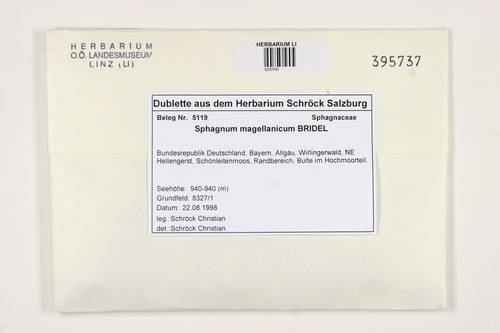 HERBARIUM
O.Ö. LANDESMUSEUM
LINZ (LI)
HERBARIUM LI
395737
Dublette aus dem Herbarium Schröck Salzburg
Beleg Nr. 5119 Sphagnaceae
Sphagnum magellanicum BRIDEL
Bundesrepublik Deutschland, Bayern, Allgäu, Wirlingerwald, NE
Hellengerst, Schönleitenmoos, Randbereich, Bulte im Hochmoorteil.
Seehöhe: 940-940 (m)
Grundfeld: 8327/1
Datum: 22.08.1998
leg.: Schröck Christian
det.: Schröck Christian